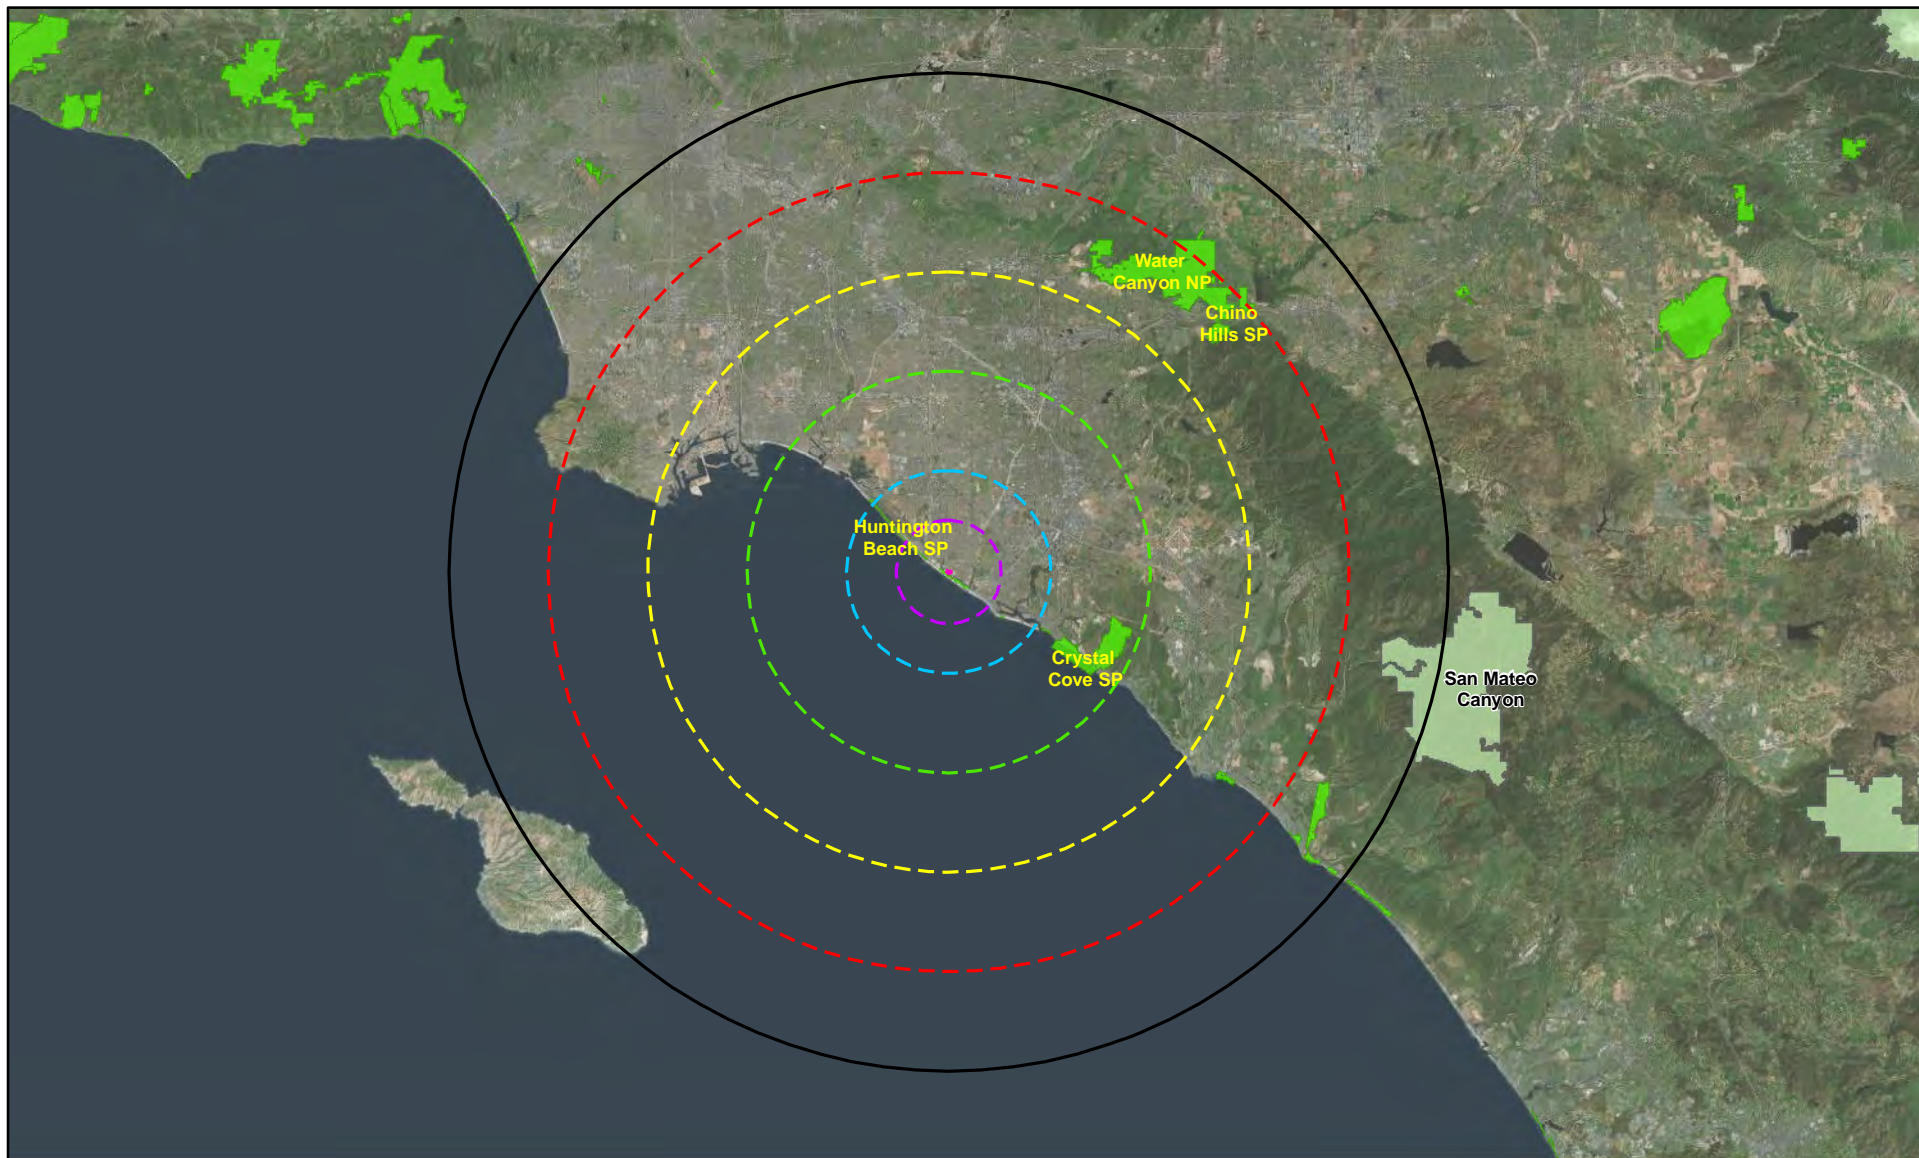 Water
Canyon NP
Chino
Hills SP
Huntington
Beach SP
Crystal
Cove SP
San Mateo
Canyon